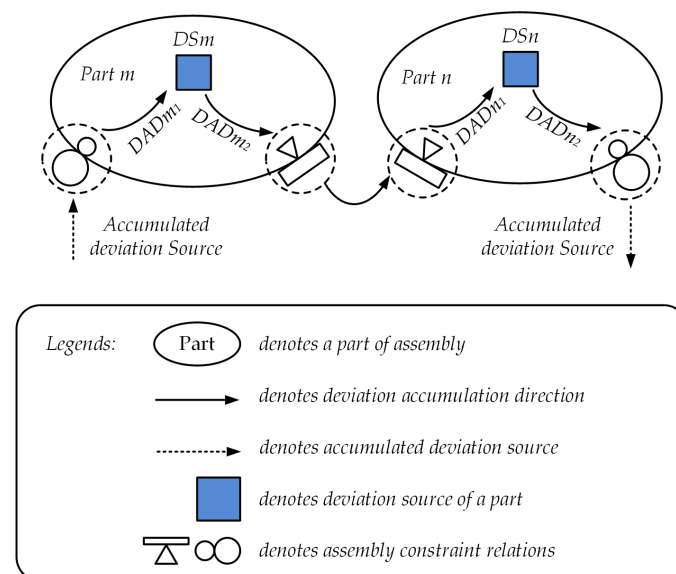 DSm
Part m
DADm1
DADm2
Accumulated
deviation Source
DSn
Part n
DADn1
DADn2
Accumulated
deviation Source
Legends:
Part
denotes a part of assembly
denotes deviation accumulation direction
denotes accumulated deviation source
denotes deviation source of a part
denotes assembly constraint relations